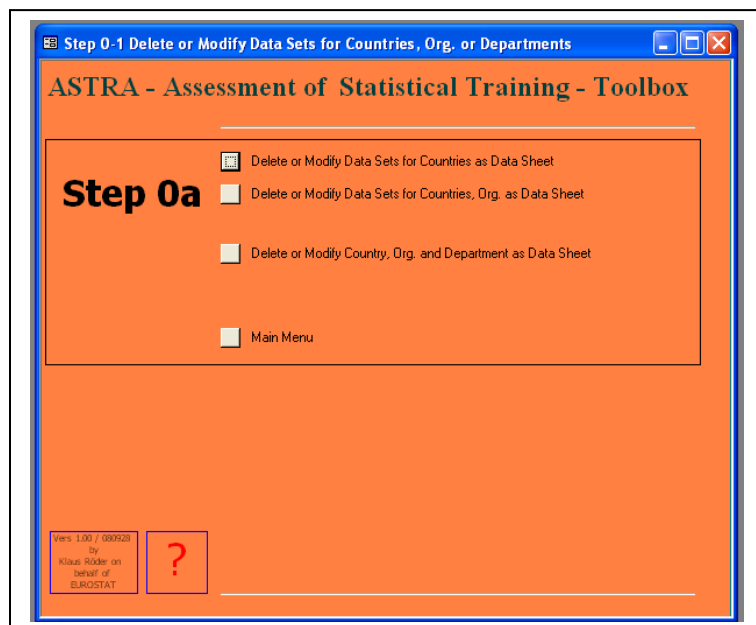 Step 0-1 Delete or Modify Data Sets for Countries, Org. or Departments
ASTRA - Assessment of Statistical Training - Toolbox
Step 0a
Delete or Modify Data Sets for Countries as Data Sheet
Delete or Modify Data Sets for Countries, Org. as Data Sheet
Delete or Modify Country, Org. and Department as Data Sheet
Main Menu
Vers 1.00 / 080928
by
Klaus Röder on
behalf of
EUROSTAT
?